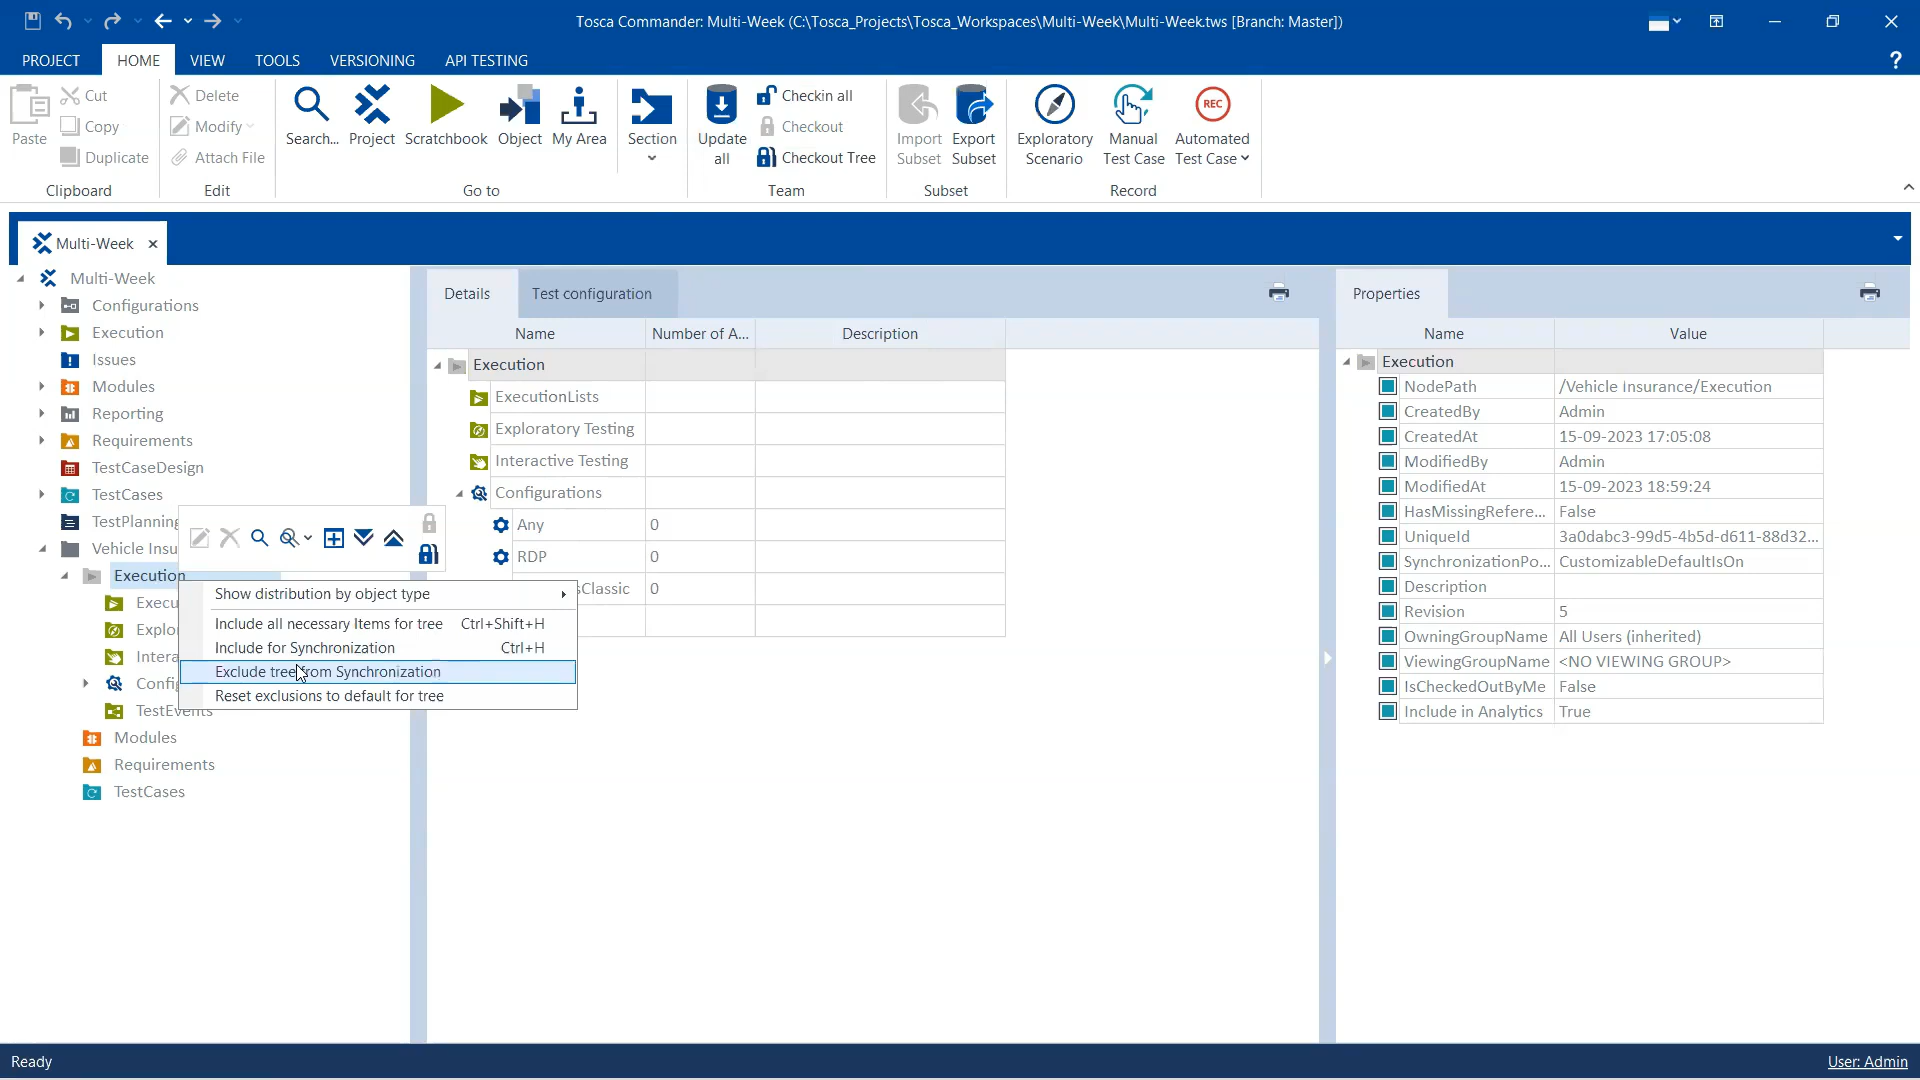 Tosca Commander: Multi-Week (C:\Tosca_Projects\Tosca_Workspaces\Multi-Week\Multi-Week.tws [Branch: Master])
PROJECT
HOME
VIEW
TOOLS
VERSIONING
API TESTING
?
Paste
Cut
Copy
Duplicate
Clipboard
Delete
Modify
Attach File
Edit
Search...
Project
Scratchbook
Object
My Area
Go to
Section
Update
all
Checkin all
Checkout
Checkout Tree
Team
Import
Subset
Export
Subset
Subset
Exploratory
Scenario
Manual
Test Case
REC
Automated
Test Case
Record
Multi-Week
Multi-Week
Configurations
Execution
Issues
Modules
Reporting
Requirements
TestCaseDesign
TestCases
TestPlanning
Vehicle Insu
Execution
Execu
Explor
Intera
Config
TestEvents
Modules
Requirements
TestCases
Show distribution by object type
Include all necessary Items for tree Ctrl+Shift+H
Include for Synchronization Ctrl+H
Exclude tree from Synchronization
Reset exclusions to default for tree
Details
Test configuration
Name Number of A... Description
Execution
ExecutionLists
Exploratory Testing
Interactive Testing
Configurations
Any 0
RDP 0
sClassic 0
Properties
Name Value
Execution
NodePath /Vehicle Insurance/Execution
CreatedBy Admin
CreatedAt 15-09-2023 17:05:08
ModifiedBy Admin
ModifiedAt 15-09-2023 18:59:24
HasMissingRefere... False
UniqueId 3a0dabc3-99d5-4b5d-d611-88d32...
SynchronizationPo... CustomizableDefaultIsOn
Description
Revision 5
OwningGroupName All Users (inherited)
ViewingGroupName <NO VIEWING GROUP>
IsCheckedOutByMe False
Include in Analytics True
Ready
User: Admin